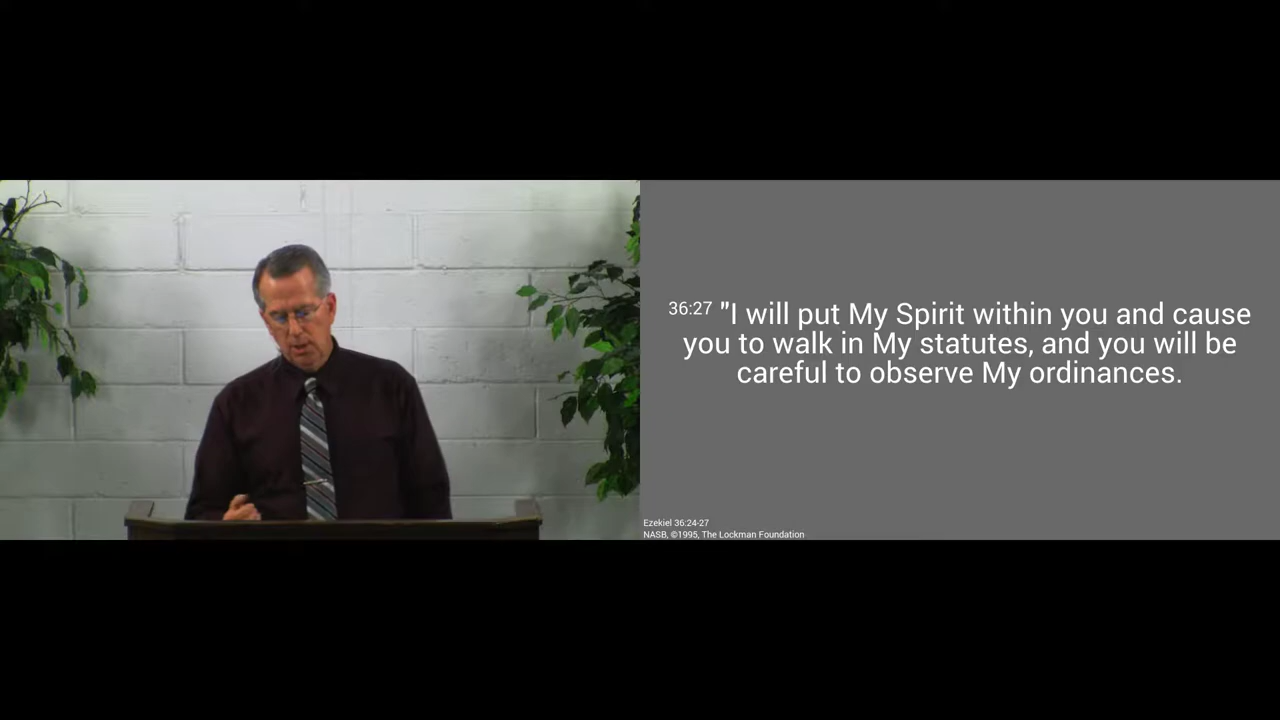 36:27 "I will put My Spirit within you and cause
you to walk in My statutes, and you will be
careful to observe My ordinances.
Ezekiel 36:24-27
NASB, ©1995, The Lockman Foundation